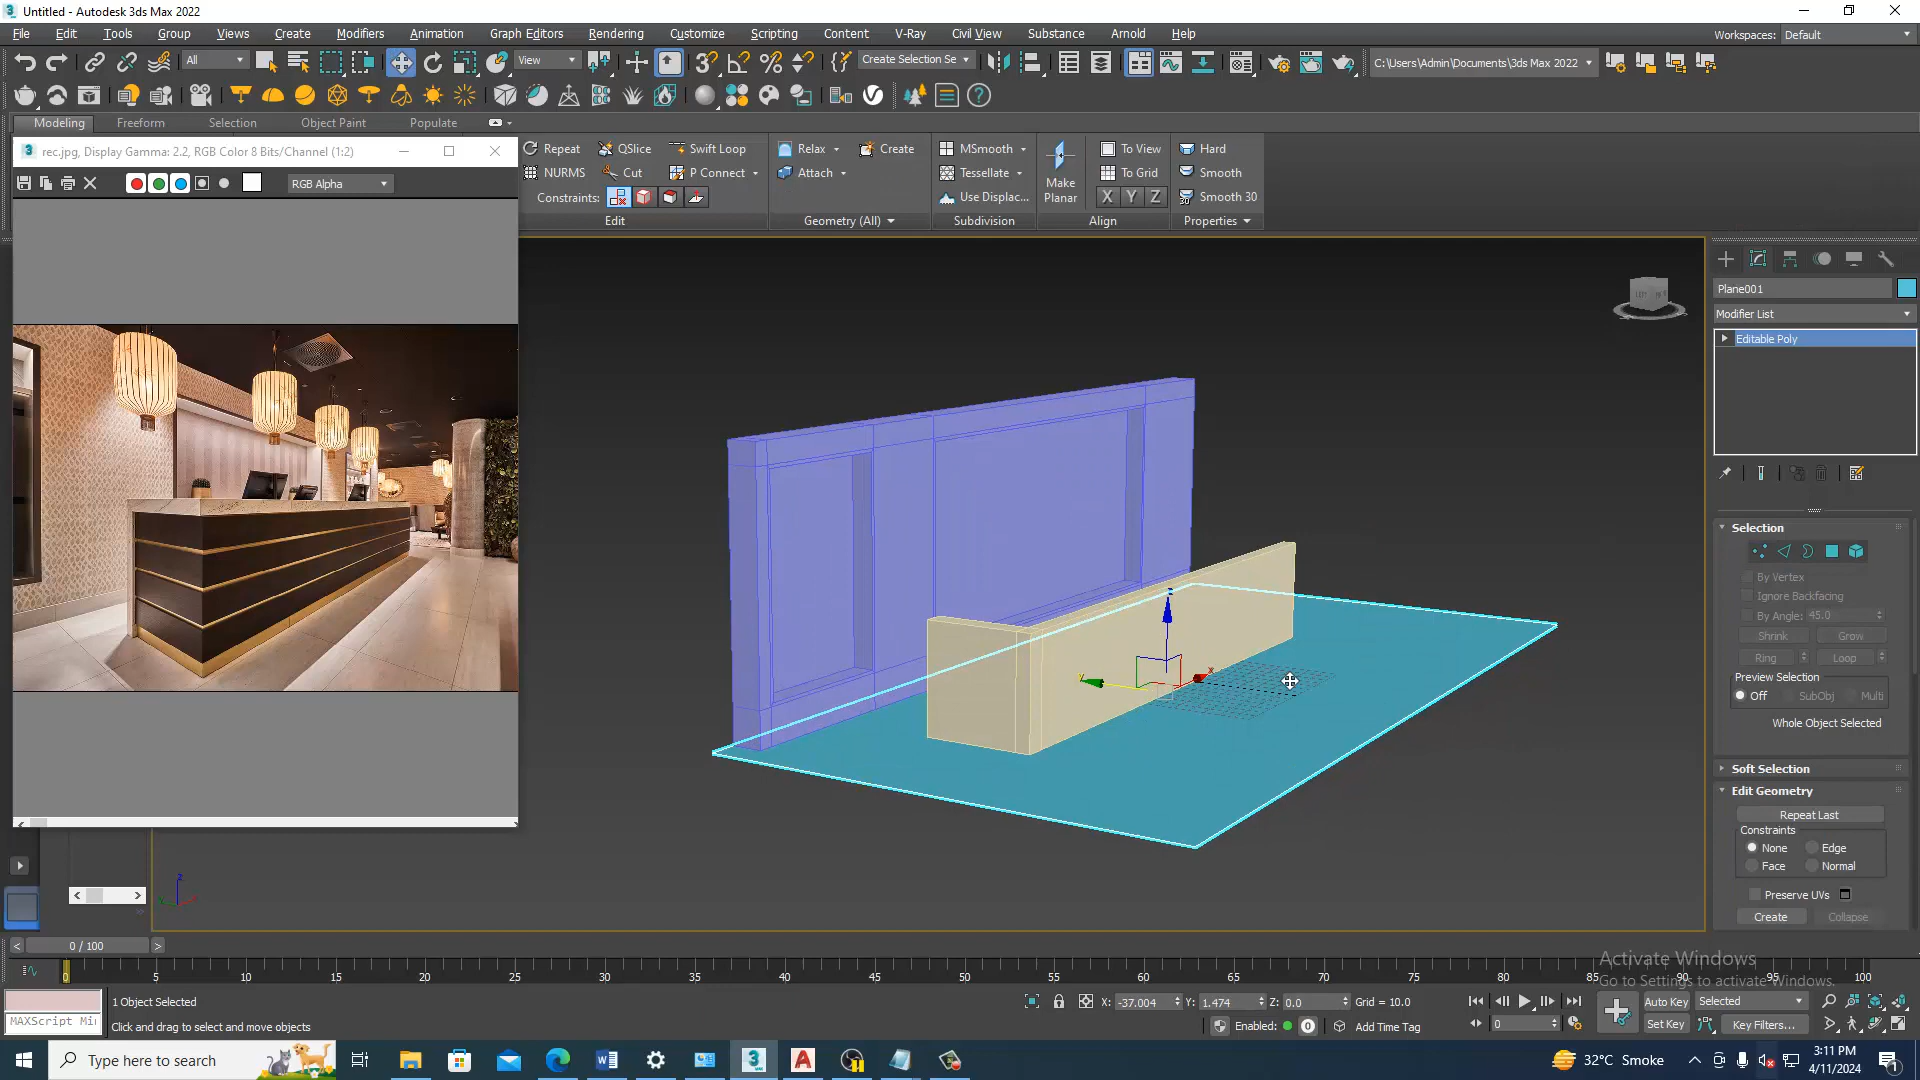 Untitled - Autodesk 3ds Max 2022
File Edit Tools Group Views Create Modifiers Animation Graph Editors Rendering Customize Scripting Content V-Ray Civil View Substance Arnold Help
Workspaces: Default
All View Create Selection Se C:\Users\Admin\Documents\3ds Max 2022
Modeling Freeform Selection Object Paint Populate
rec.jpg, Display Gamma: 2.2, RGB Color 8 Bits/Channel (1:2)
RGB Alpha
Repeat QSlice Swift Loop Relax Create MSmooth To View Hard
NURMS Cut P Connect Attach Tessellate Make Planar To Grid Smooth
Constraints: Use Displac... X Y Z Smooth 30
Edit Geometry (All) Subdivision Align Properties
Plane001
Modifier List
Editable Poly
Selection
By Vertex
Ignore Backfacing
By Angle: 45.0
Shrink Grow
Ring Loop
Preview Selection
Off SubObj Multi
Whole Object Selected
Soft Selection
Edit Geometry
Repeat Last
Constraints
None Edge
Face Normal
Preserve UVs
Create Collapse
z
y
x
z
y
0 / 100
0 5 10 15 20 25 30 35 40 45 50 55 60 65 70 75 80 85 90 95 100
Activate Windows
Go to Settings to activate Windows.
1 Object Selected
X: -37.004 Y: 1.474 Z: 0.0 Grid = 10.0
Auto Key Selected
MAXScript Mi
Click and drag to select and move objects
Enabled: 0 Add Time Tag
0
Set Key Key Filters...
Type here to search
32°C Smoke
3:11 PM
4/11/2024
1